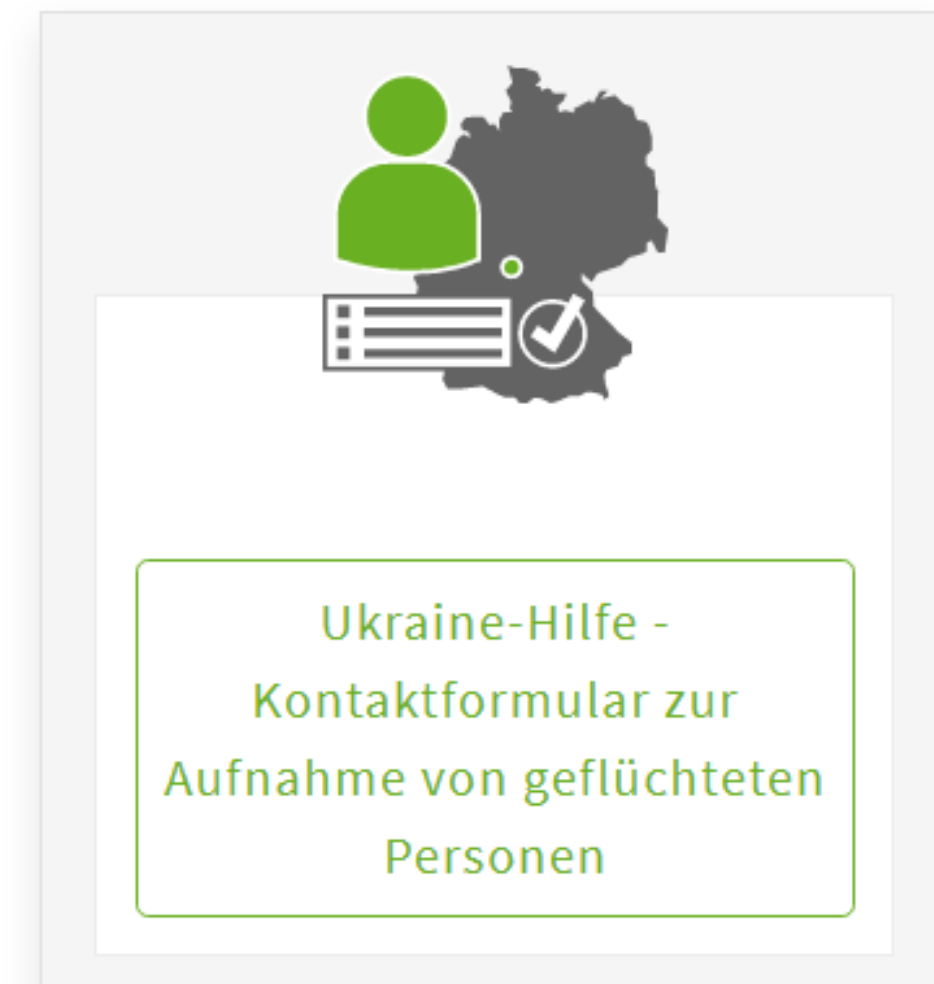 Ukraine-Hilfe -
Kontaktformular zur
Aufnahme von geflüchteten
Personen